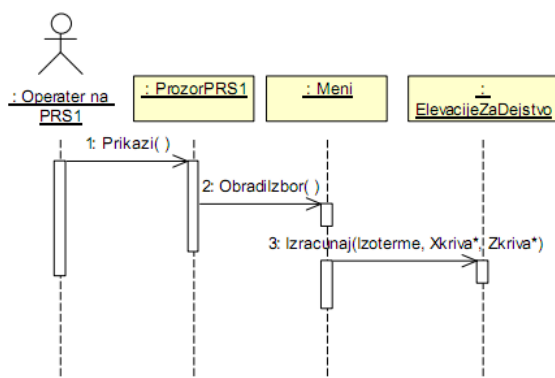 : Operater na
PRS1
: ProzorPRS1
: Meni
:
ElevacijeZaDejstvo
1: Prikazi( )
2: ObradiIzbor( )
3: Izracunaj(Izoterme, Xkriva*, Zkriva*)